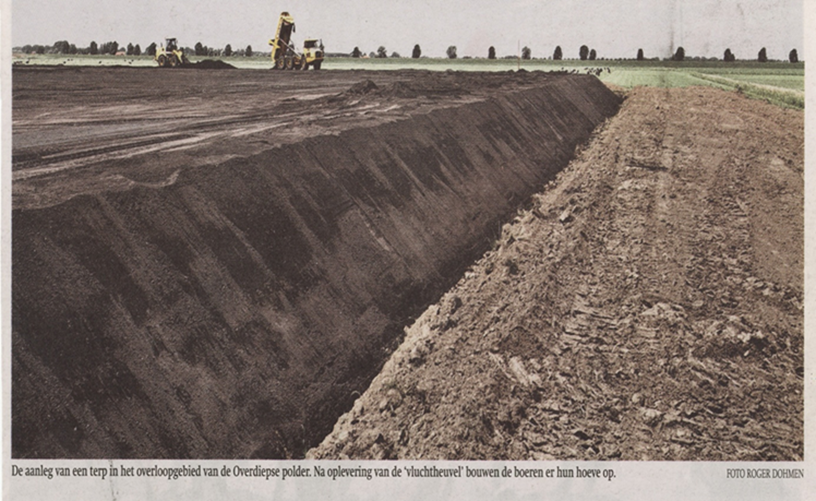 De aanleg van een terp in het overloopgebied van de Overdiepse polder. Na oplevering van de 'vluchtheuvel' bouwen de boeren er hun hoeve op.
FOTO ROGER DOHMEN